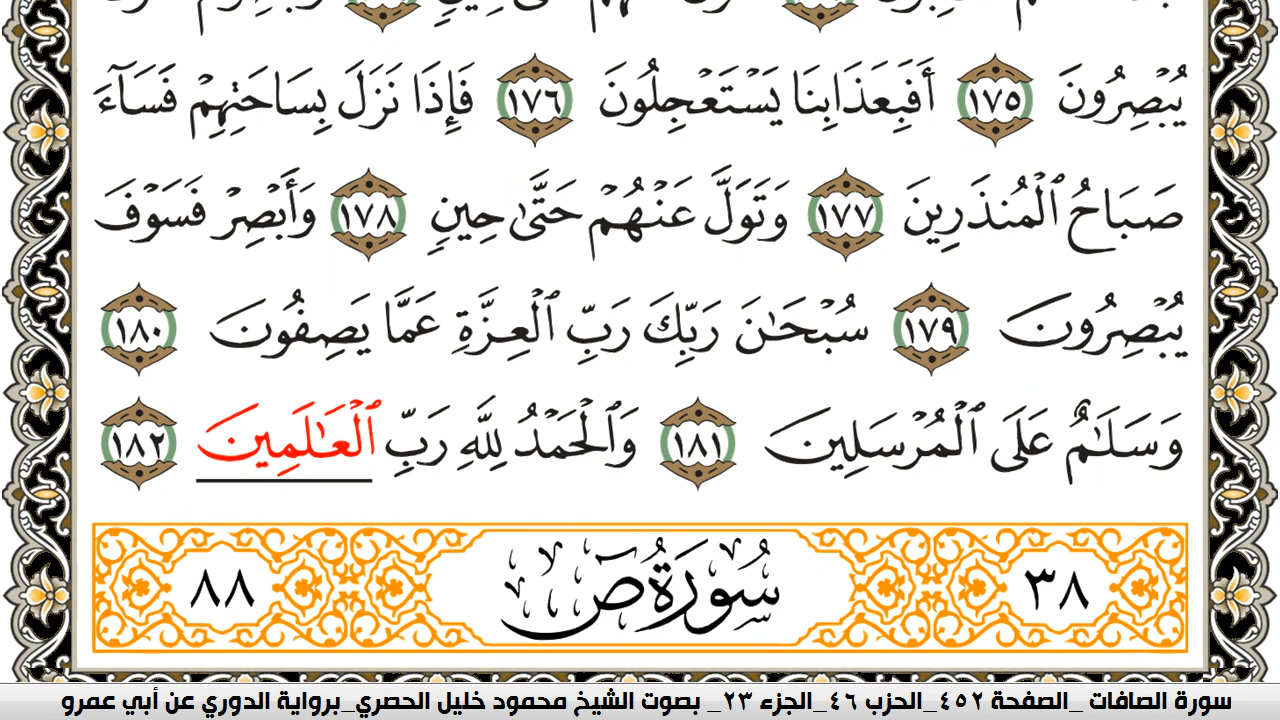 يُبْصِرُونَ ١٧٥ أَفَبِعَذَابِنَا يَسْتَعْجِلُونَ ١٧٦ فَإِذَا نَزَلَ بِسَاحَتِهِمْ فَسَآءَ
صَبَاحُ ٱلْمُنذَرِينَ ١٧٧ وَتَوَلَّ عَنْهُمْ حَتَّىٰ حِينٍ ١٧٨ وَأَبْصِرْ فَسَوْفَ
يُبْصِرُونَ ١٧٩ سُبْحَٰنَ رَبِّكَ رَبِّ ٱلْعِزَّةِ عَمَّا يَصِفُونَ ١٨٠
وَسَلَٰمٌ عَلَى ٱلْمُرْسَلِينَ ١٨١ وَٱلْحَمْدُ لِلَّهِ رَبِّ ٱلْعَٰلَمِينَ ١٨٢
٣٨ سُورَةُ صٓ ٨٨
سورة الصافات _الصفحة ٤٥٢_الحزب ٤٦_الجزء ٢٣_ بصوت الشيخ محمود خليل الحصري_برواية الدوري عن أبي عمرو